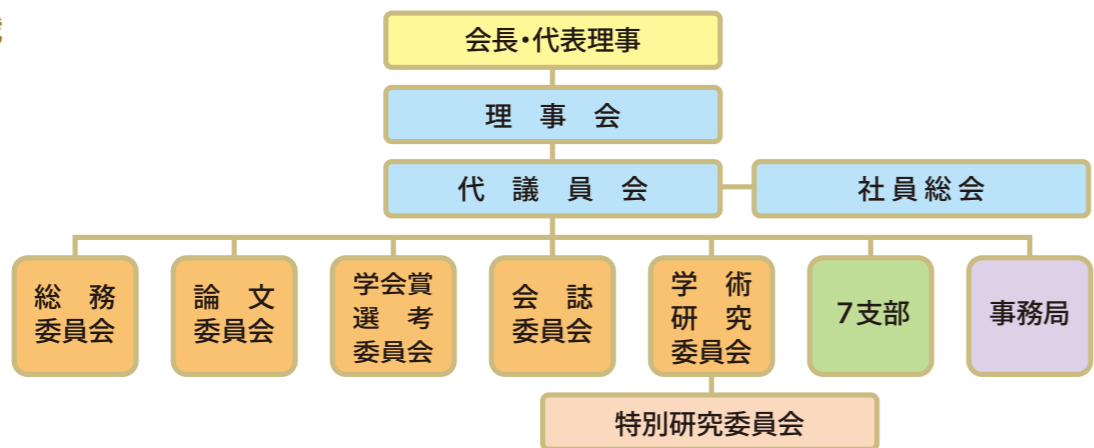 会長・代表理事
理事会
代議員会
社員総会
総務
委員会
論文
委員会
学会賞
選考
委員会
会誌
委員会
学術
研究
委員会
7支部
事務局
特別研究委員会